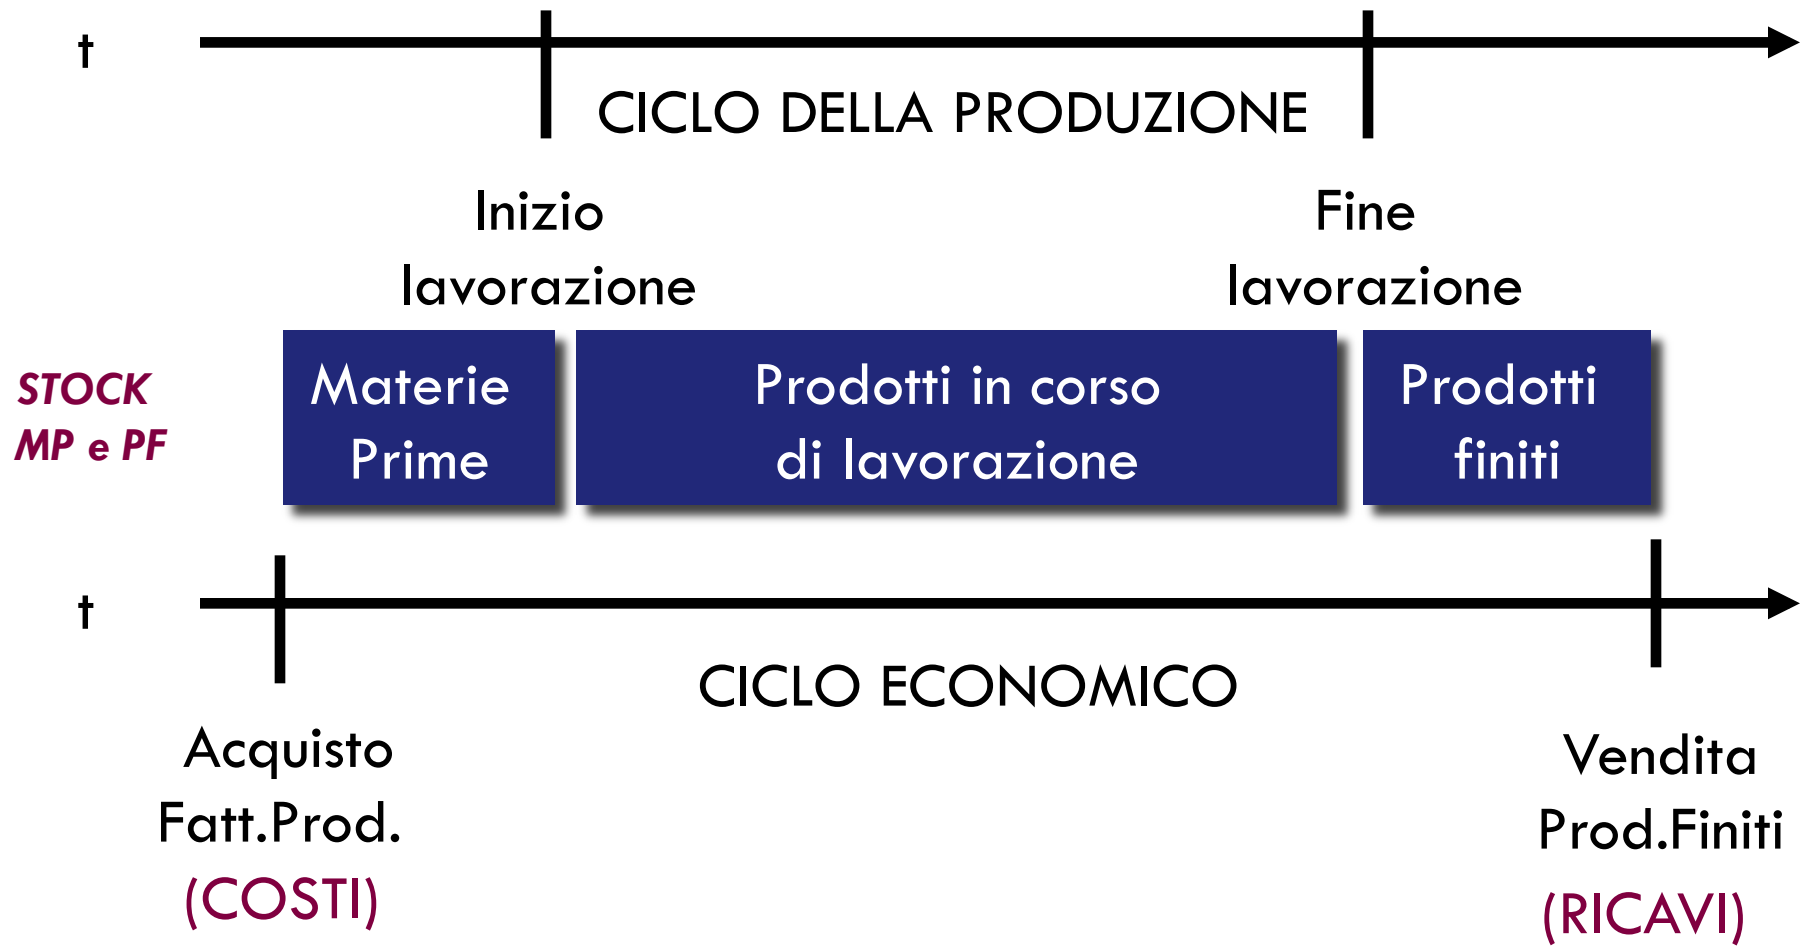 t
CICLO DELLA PRODUZIONE
Inizio
lavorazione
Fine
lavorazione
STOCK
MP e PF
Materie
Prime
Prodotti in corso
di lavorazione
Prodotti
finiti
t
CICLO ECONOMICO
Acquisto
Fatt.Prod.
(COSTI)
Vendita
Prod.Finiti
(RICAVI)